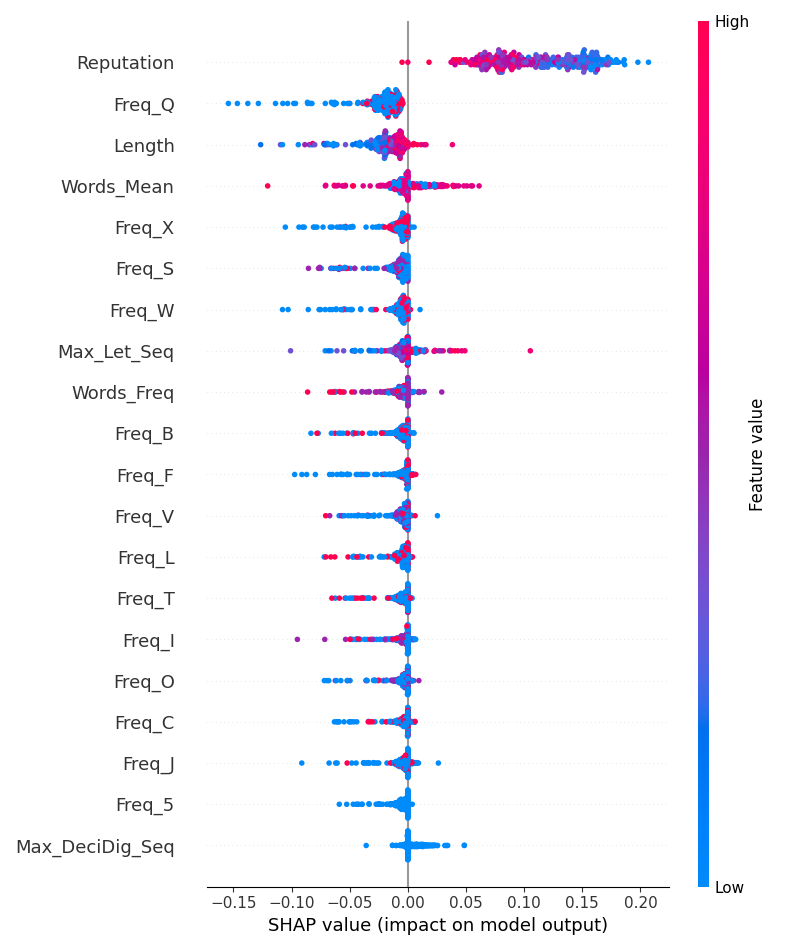 High
Reputation
Freq_Q
Length
Words_Mean
Freq_X
Freq_S
Freq_W
Max_Let_Seq
Words_Freq
Freq_B
Freq_F
Freq_V
Freq_L
Freq_T
Freq_I
Freq_O
Freq_C
Freq_J
Freq_5
Max_DeciDig_Seq
Feature value
Low
−0.15 −0.10 −0.05 0.00 0.05 0.10 0.15 0.20
SHAP value (impact on model output)